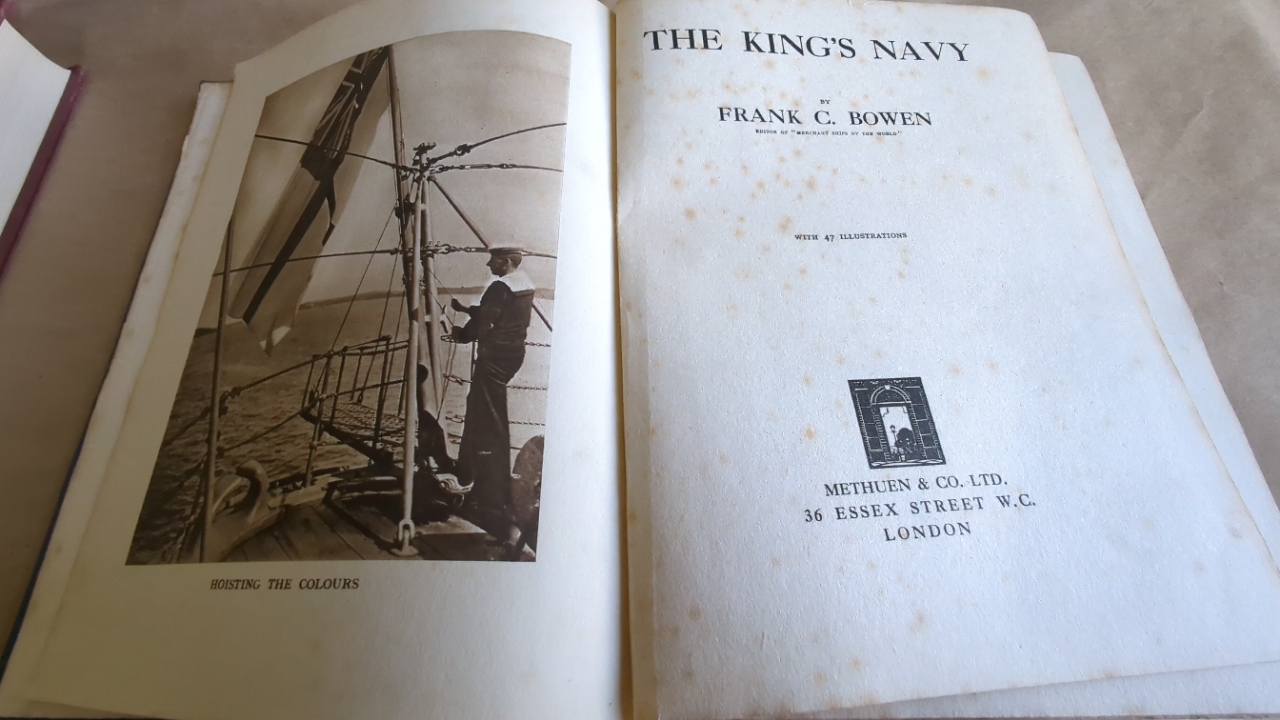 HOISTING THE COLOURS
THE KING'S NAVY
BY
FRANK C. BOWEN
EDITOR OF "MERCHANT SHIPS OF THE WORLD"
WITH 47 ILLUSTRATIONS
METHUEN & CO. LTD.
36 ESSEX STREET W.C.
LONDON